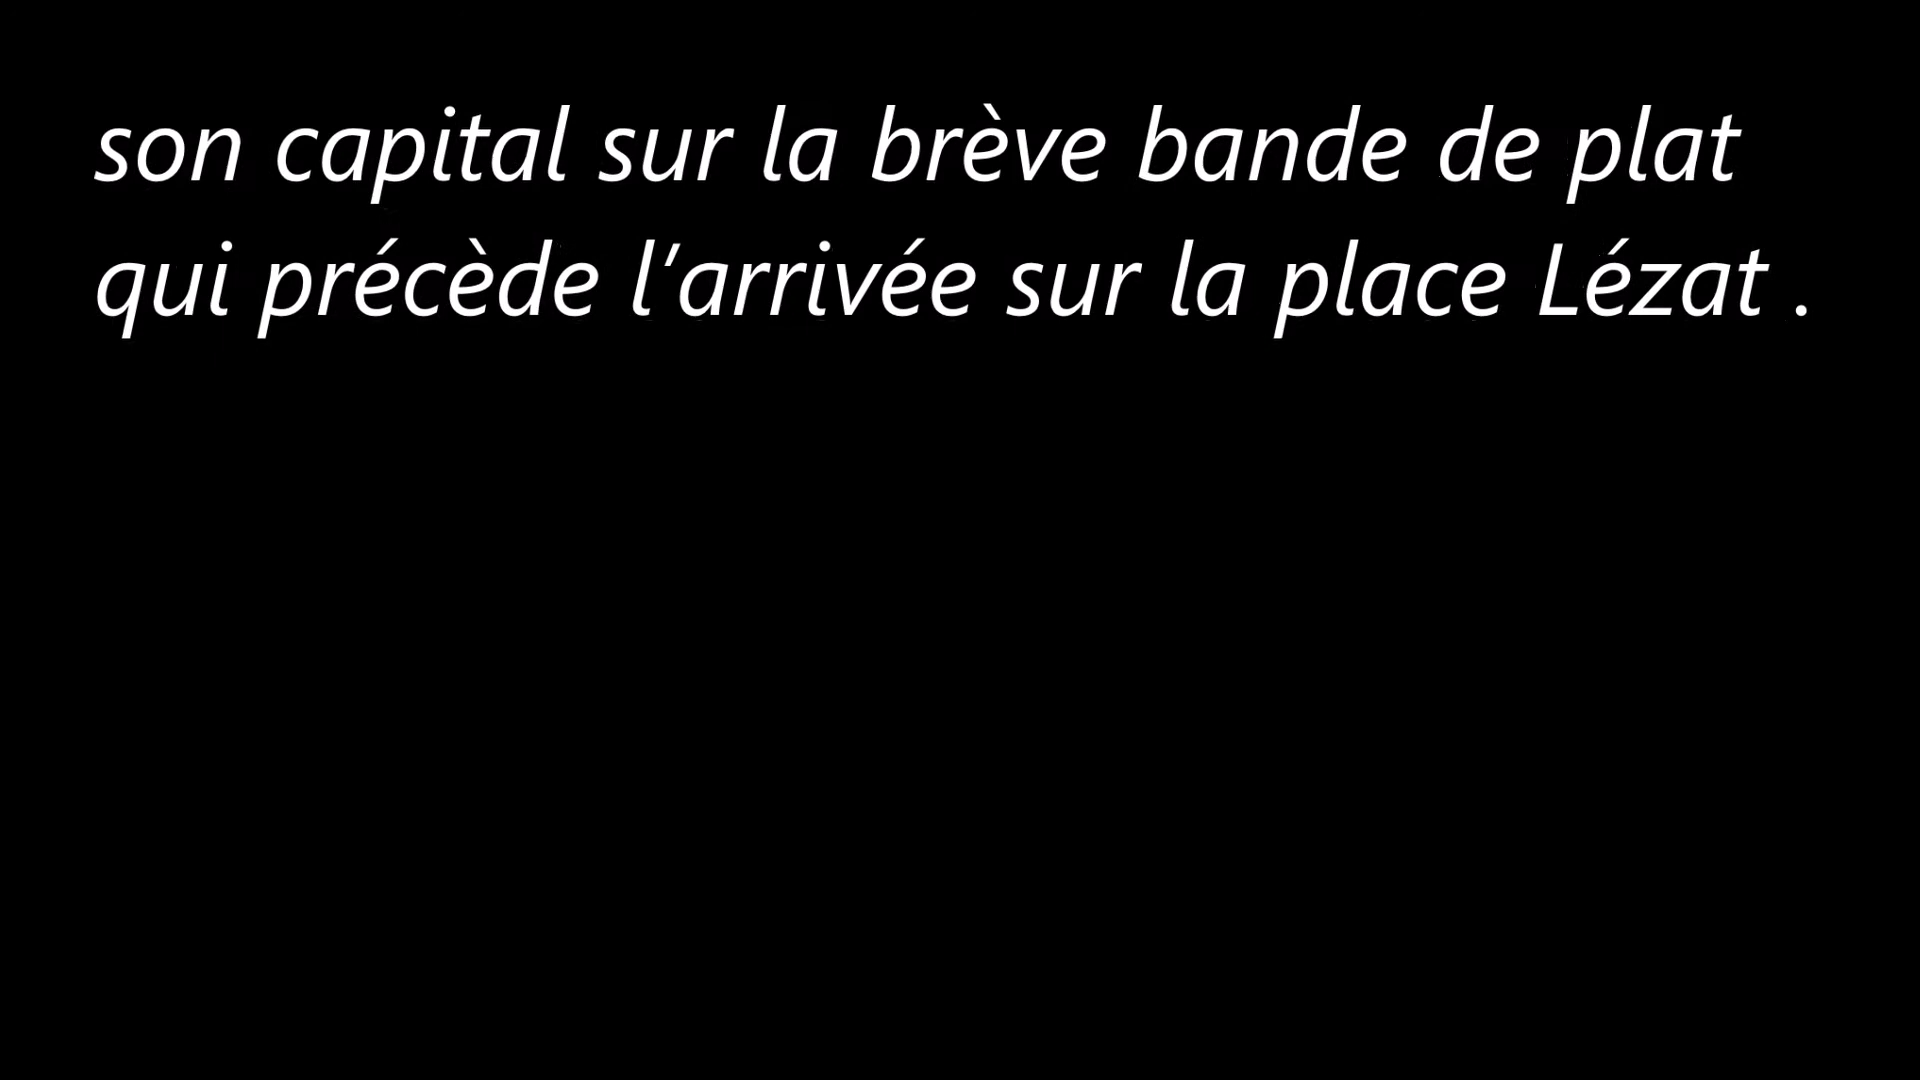 son capital sur la brève bande de plat
qui précède l’arrivée sur la place Lézat .